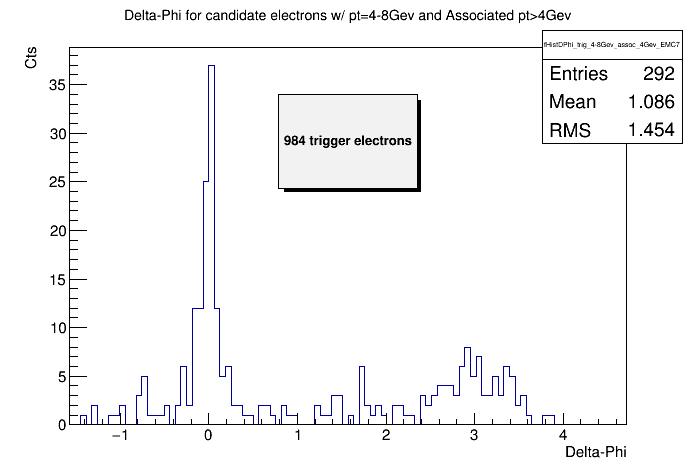 Delta-Phi for candidate electrons w/ pt=4-8Gev and Associated pt>4Gev
fHistDPhi_trig_4-8Gev_assoc_4Gev_EMC7
Entries 292
Mean 1.086
RMS 1.454
984 trigger electrons
Cts
35
30
25
20
15
10
5
0
−1 0 1 2 3 4
Delta-Phi